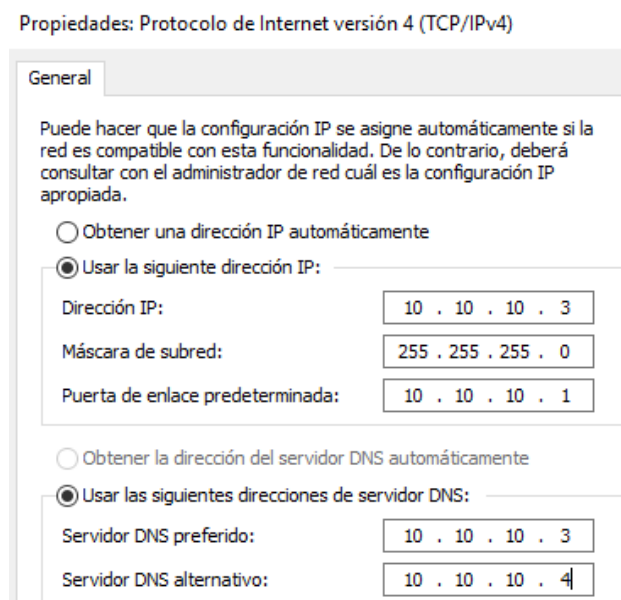 Propiedades: Protocolo de Internet versión 4 (TCP/IPv4)
General
Puede hacer que la configuración IP se asigne automáticamente si la
red es compatible con esta funcionalidad. De lo contrario, deberá
consultar con el administrador de red cuál es la configuración IP
apropiada.
Obtener una dirección IP automáticamente
Usar la siguiente dirección IP:
Dirección IP: 10 . 10 . 10 . 3
Máscara de subred: 255 . 255 . 255 . 0
Puerta de enlace predeterminada: 10 . 10 . 10 . 1
Obtener la dirección del servidor DNS automáticamente
Usar las siguientes direcciones de servidor DNS:
Servidor DNS preferido: 10 . 10 . 10 . 3
Servidor DNS alternativo: 10 . 10 . 10 . 4